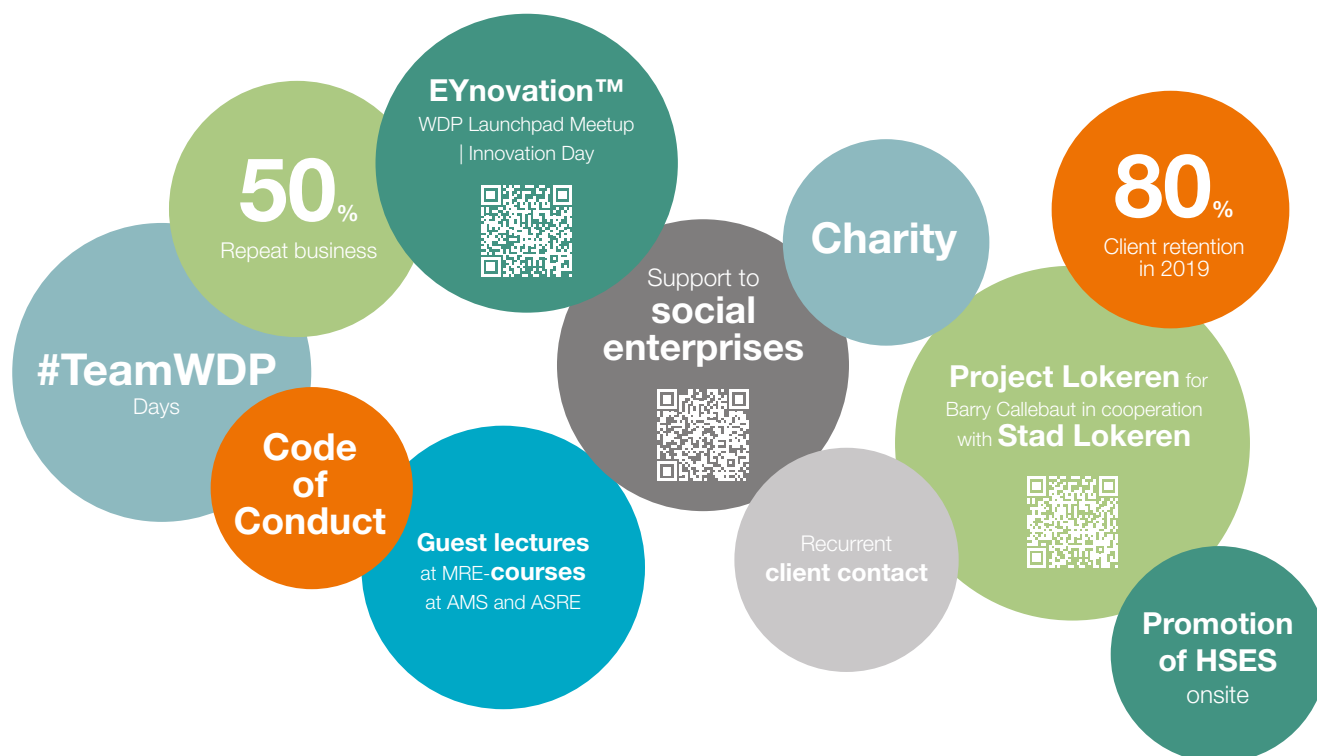 EYnovation™
WDP Launchpad Meetup
| Innovation Day
50%
Repeat business
#TeamWDP
Days
Code
of
Conduct
Guest lectures
at MRE-courses
at AMS and ASRE
Support to
social
enterprises
Charity
80%
Client retention
in 2019
Project Lokeren for
Barry Callebaut in cooperation
with Stad Lokeren
Recurrent
client contact
Promotion
of HSES
onsite